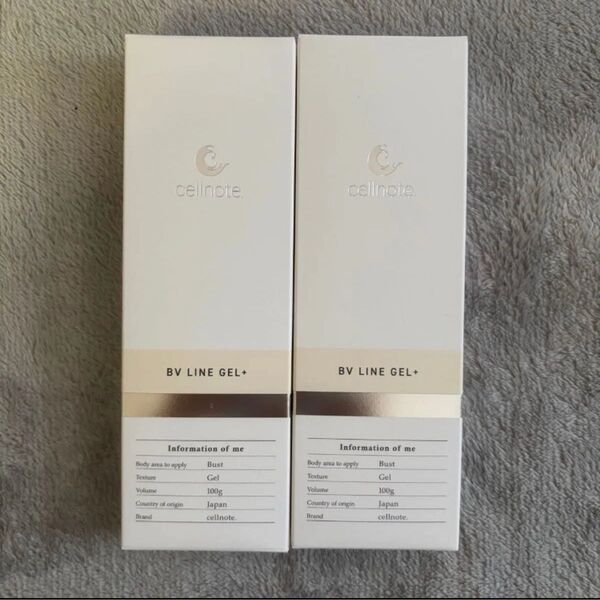 cellnote.
BV LINE GEL+
Information of me
Body area to apply Bust
Texture Gel
Volume 100g
Country of origin Japan
Brand cellnote.
cellnote.
BV LINE GEL+
Information of me
Body area to apply Bust
Texture Gel
Volume 100g
Country of origin Japan
Brand cellnote.